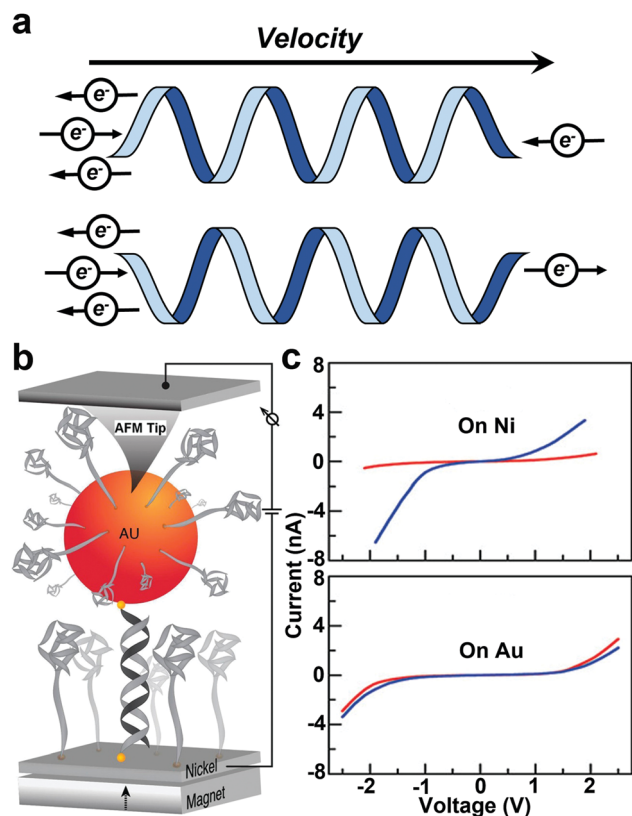 a
Velocity
e-
e-
e-
e-
e-
e-
e-
e-
b
AFM Tip
AU
Nickel
Magnet
c
8
4
0
-4
-8
On Ni
8
4
0
-4
-8
On Au
Current (nA)
-2 -1 0 1 2
Voltage (V)